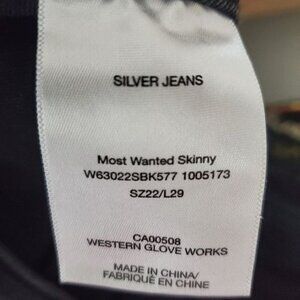 SILVER JEANS
Most Wanted Skinny
W63022SBK577 1005173
SZ22/L29
CA00508
WESTERN GLOVE WORKS
MADE IN CHINA/
FABRIQUÉ EN CHINE